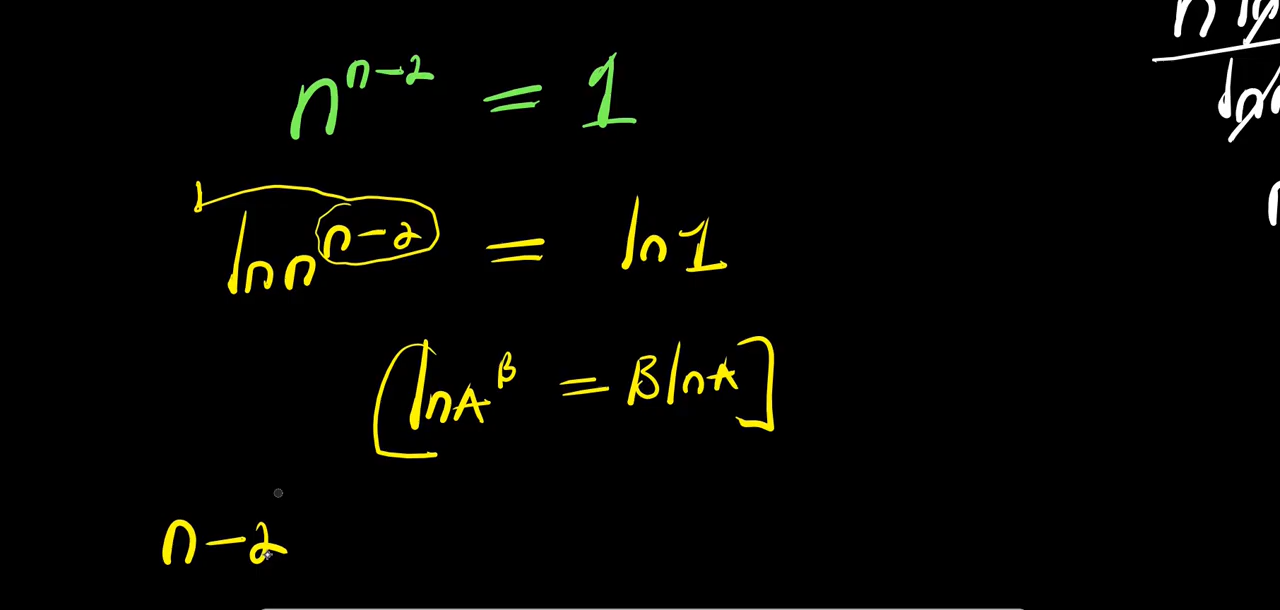 n^{n-2} = 1
ln n^{n-2} = ln 1
[ln A^β = β ln A]
n-2
n
n